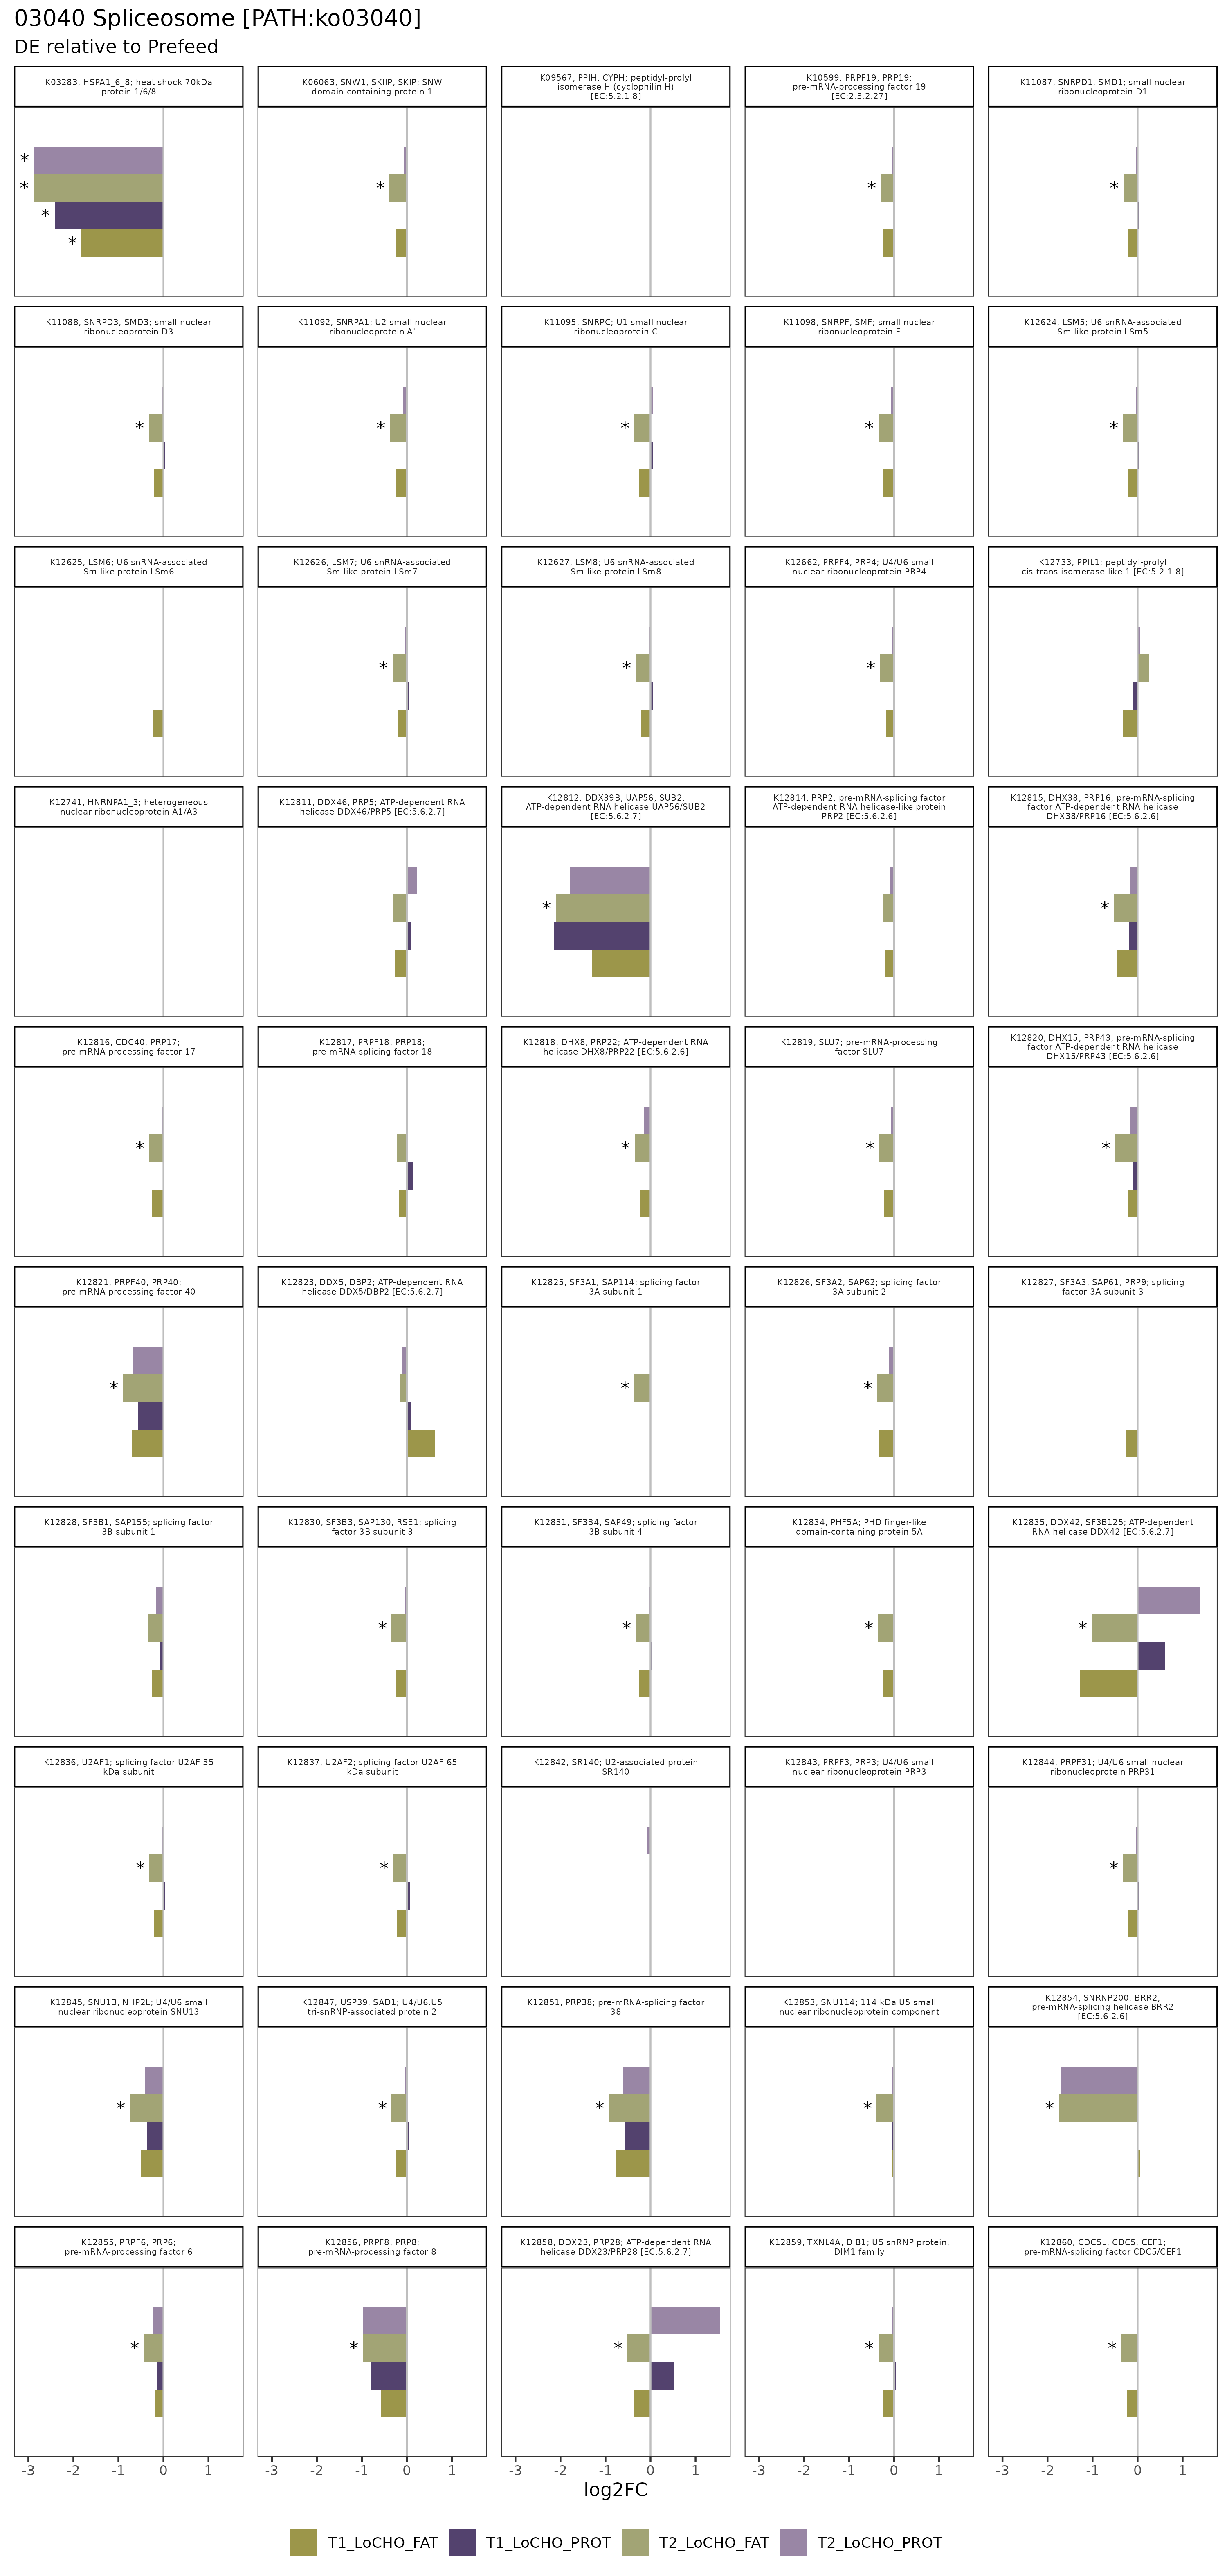 03040 Spliceosome [PATH:ko03040]
DE relative to Prefeed
K03283, HSPA1_6_8; heat shock 70kDa
protein 1/6/8
K06063, SNW1, SKIIP, SKIP; SNW
domain-containing protein 1
K09567, PPIH, CYPH; peptidyl-prolyl
isomerase H (cyclophilin H)
[EC:5.2.1.8]
K10599, PRPF19, PRP19;
pre-mRNA-processing factor 19
[EC:2.3.2.27]
K11087, SNRPD1, SMD1; small nuclear
ribonucleoprotein D1
*
*
*
*
*
*
*
K11088, SNRPD3, SMD3; small nuclear
ribonucleoprotein D3
K11092, SNRPA1; U2 small nuclear
ribonucleoprotein A'
K11095, SNRPC; U1 small nuclear
ribonucleoprotein C
K11098, SNRPF, SMF; small nuclear
ribonucleoprotein F
K12624, LSM5; U6 snRNA-associated
Sm-like protein LSm5
*
*
*
*
*
K12625, LSM6; U6 snRNA-associated
Sm-like protein LSm6
K12626, LSM7; U6 snRNA-associated
Sm-like protein LSm7
K12627, LSM8; U6 snRNA-associated
Sm-like protein LSm8
K12662, PRPF4, PRP4; U4/U6 small
nuclear ribonucleoprotein PRP4
K12733, PPIL1; peptidyl-prolyl
cis-trans isomerase-like 1 [EC:5.2.1.8]
*
*
*
K12741, HNRNPA1_3; heterogeneous
nuclear ribonucleoprotein A1/A3
K12811, DDX46, PRP5; ATP-dependent RNA
helicase DDX46/PRP5 [EC:5.6.2.7]
K12812, DDX39B, UAP56, SUB2;
ATP-dependent RNA helicase UAP56/SUB2
[EC:5.6.2.7]
K12814, PRP2; pre-mRNA-splicing factor
ATP-dependent RNA helicase-like protein
PRP2 [EC:5.6.2.6]
K12815, DHX38, PRP16; pre-mRNA-splicing
factor ATP-dependent RNA helicase
DHX38/PRP16 [EC:5.6.2.6]
*
*
K12816, CDC40, PRP17;
pre-mRNA-processing factor 17
K12817, PRPF18, PRP18;
pre-mRNA-splicing factor 18
K12818, DHX8, PRP22; ATP-dependent RNA
helicase DHX8/PRP22 [EC:5.6.2.6]
K12819, SLU7; pre-mRNA-processing
factor SLU7
K12820, DHX15, PRP43; pre-mRNA-splicing
factor ATP-dependent RNA helicase
DHX15/PRP43 [EC:5.6.2.6]
*
*
*
*
K12821, PRPF40, PRP40;
pre-mRNA-processing factor 40
K12823, DDX5, DBP2; ATP-dependent RNA
helicase DDX5/DBP2 [EC:5.6.2.7]
K12825, SF3A1, SAP114; splicing factor
3A subunit 1
K12826, SF3A2, SAP62; splicing factor
3A subunit 2
K12827, SF3A3, SAP61, PRP9; splicing
factor 3A subunit 3
*
*
*
K12828, SF3B1, SAP155; splicing factor
3B subunit 1
K12830, SF3B3, SAP130, RSE1; splicing
factor 3B subunit 3
K12831, SF3B4, SAP49; splicing factor
3B subunit 4
K12834, PHF5A; PHD finger-like
domain-containing protein 5A
K12835, DDX42, SF3B125; ATP-dependent
RNA helicase DDX42 [EC:5.6.2.7]
*
*
*
*
K12836, U2AF1; splicing factor U2AF 35
kDa subunit
K12837, U2AF2; splicing factor U2AF 65
kDa subunit
K12842, SR140; U2-associated protein
SR140
K12843, PRPF3, PRP3; U4/U6 small
nuclear ribonucleoprotein PRP3
K12844, PRPF31; U4/U6 small nuclear
ribonucleoprotein PRP31
*
*
*
K12845, SNU13, NHP2L; U4/U6 small
nuclear ribonucleoprotein SNU13
K12847, USP39, SAD1; U4/U6.U5
tri-snRNP-associated protein 2
K12851, PRP38; pre-mRNA-splicing factor
38
K12853, SNU114; 114 kDa U5 small
nuclear ribonucleoprotein component
K12854, SNRNP200, BRR2;
pre-mRNA-splicing helicase BRR2
[EC:5.6.2.6]
*
*
*
*
*
K12855, PRPF6, PRP6;
pre-mRNA-processing factor 6
K12856, PRPF8, PRP8;
pre-mRNA-processing factor 8
K12858, DDX23, PRP28; ATP-dependent RNA
helicase DDX23/PRP28 [EC:5.6.2.7]
K12859, TXNL4A, DIB1; U5 snRNP protein,
DIM1 family
K12860, CDC5L, CDC5, CEF1;
pre-mRNA-splicing factor CDC5/CEF1
*
*
*
*
*
-3 -2 -1 0 1 -3 -2 -1 0 1 -3 -2 -1 0 1 -3 -2 -1 0 1 -3 -2 -1 0 1
log2FC
T1_LoCHO_FAT T1_LoCHO_PROT T2_LoCHO_FAT T2_LoCHO_PROT